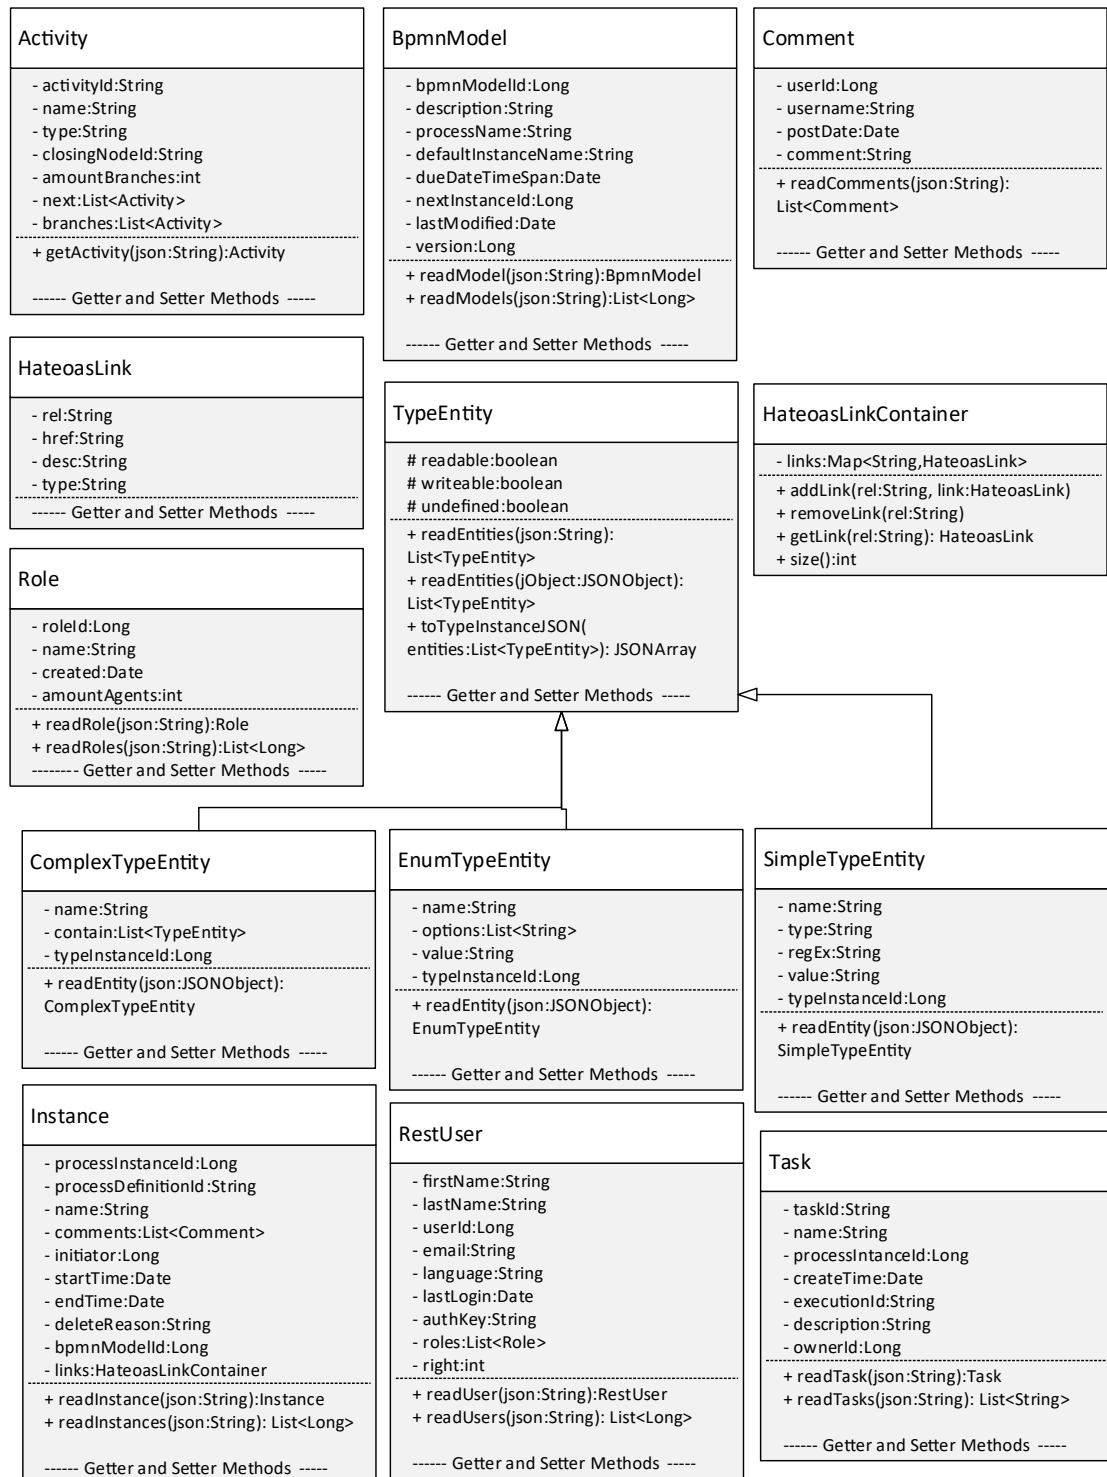 Activity
- activityId:String
- name:String
- type:String
- closingNodeId:String
- amountBranches:int
- next:List<Activity>
- branches:List<Activity>
+ getActivity(json:String):Activity
------ Getter and Setter Methods -----
BpmnModel
- bpmnModelId:Long
- description:String
- processName:String
- defaultInstanceName:String
- dueDateTimeSpan:Date
- nextInstanceId:Long
- lastModified:Date
- version:Long
+ readModel(json:String):BpmnModel
+ readModels(json:String):List<Long>
------ Getter and Setter Methods -----
Comment
- userId:Long
- username:String
- postDate:Date
- comment:String
+ readComments(json:String):
List<Comment>
------ Getter and Setter Methods -----
HateoasLink
- rel:String
- href:String
- desc:String
- type:String
------ Getter and Setter Methods -----
TypeEntity
# readable:boolean
# writeable:boolean
# undefined:boolean
+ readEntities(json:String):
List<TypeEntity>
+ readEntities(jObject:JSONObject):
List<TypeEntity>
+ toTypeInstanceJSON(
entities:List<TypeEntity>): JSONArray
------ Getter and Setter Methods -----
HateoasLinkContainer
- links:Map<String,HateoasLink>
+ addLink(rel:String, link:HateoasLink)
+ removeLink(rel:String)
+ getLink(rel:String): HateoasLink
+ size():int
Role
- roleId:Long
- name:String
- created:Date
- amountAgents:int
+ readRole(json:String):Role
+ readRoles(json:String):List<Long>
-------- Getter and Setter Methods -----
ComplexTypeEntity
- name:String
- contain:List<TypeEntity>
- typeInstanceId:Long
+ readEntity(json:JSONObject):
ComplexTypeEntity
------ Getter and Setter Methods -----
EnumTypeEntity
- name:String
- options:List<String>
- value:String
- typeInstanceId:Long
+ readEntity(json:JSONObject):
EnumTypeEntity
------ Getter and Setter Methods -----
SimpleTypeEntity
- name:String
- type:String
- regEx:String
- value:String
- typeInstanceId:Long
+ readEntity(json:JSONObject):
SimpleTypeEntity
------ Getter and Setter Methods -----
Instance
- processInstanceId:Long
- processDefinitionId:String
- name:String
- comments:List<Comment>
- initiator:Long
- startTime:Date
- endTime:Date
- deleteReason:String
- bpmnModelId:Long
- links:HateoasLinkContainer
+ readInstance(json:String):Instance
+ readInstances(json:String): List<Long>
------ Getter and Setter Methods -----
RestUser
- firstName:String
- lastName:String
- userId:Long
- email:String
- language:String
- lastLogin:Date
- authKey:String
- roles:List<Role>
- right:int
+ readUser(json:String):RestUser
+ readUsers(json:String): List<Long>
------ Getter and Setter Methods -----
Task
- taskId:String
- name:String
- processIntanceId:Long
- createTime:Date
- executionId:String
- description:String
- ownerId:Long
+ readTask(json:String):Task
+ readTasks(json:String): List<String>
------ Getter and Setter Methods -----